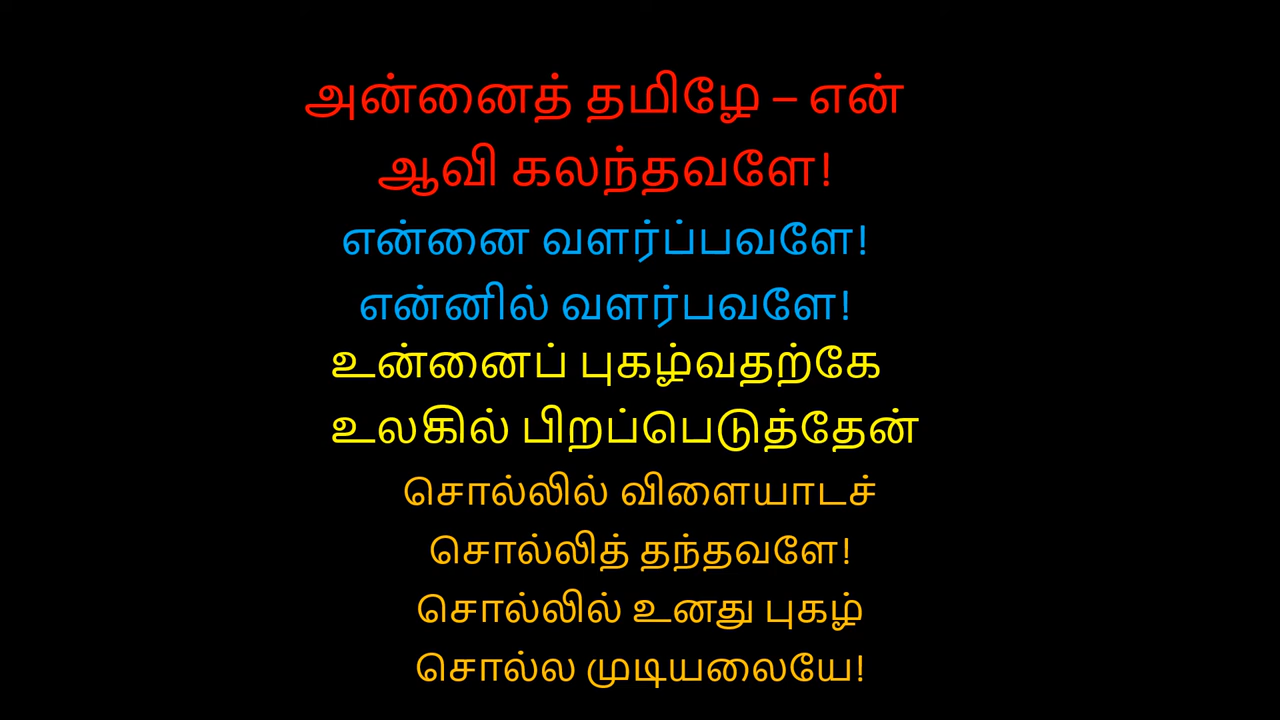 அன்னைத் தமிழே – என்
ஆவி கலந்தவளே!
என்னை வளர்ப்பவளே!
என்னில் வளர்பவளே!
உன்னைப் புகழ்வதற்கே
உலகில் பிறப்பெடுத்தேன்
சொல்லில் விளையாடச்
சொல்லித் தந்தவளே!
சொல்லில் உனது புகழ்
சொல்ல முடியலையே!